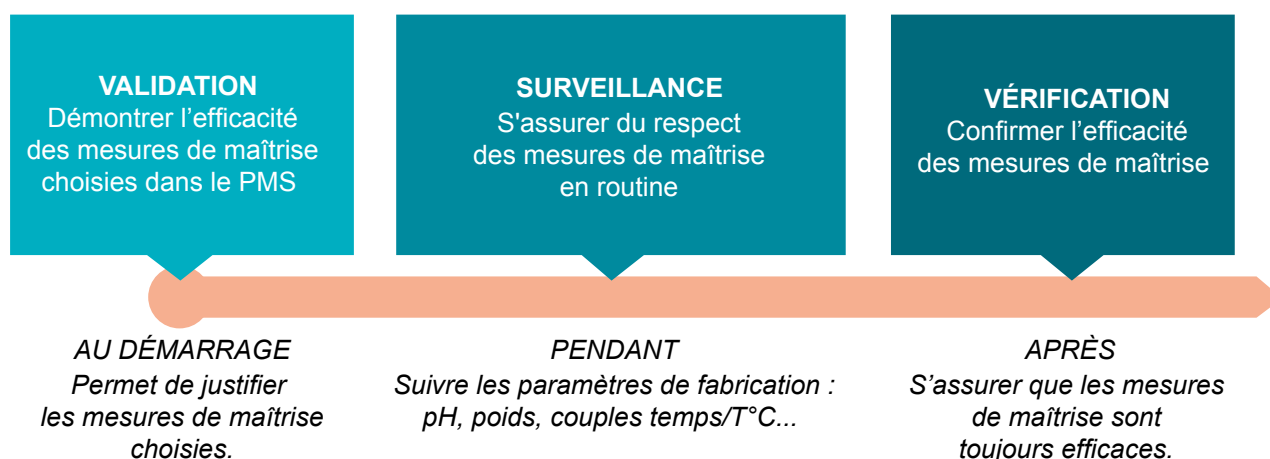 VALIDATION
Démontrer l’efficacité
des mesures de maîtrise
choisies dans le PMS
SURVEILLANCE
S'assurer du respect
des mesures de maîtrise
en routine
VÉRIFICATION
Confirmer l’efficacité
des mesures de maîtrise
AU DÉMARRAGE
Permet de justifier
les mesures de maîtrise
choisies.
PENDANT
Suivre les paramètres de fabrication :
pH, poids, couples temps/T°C...
APRÈS
S’assurer que les mesures
de maîtrise sont
toujours efficaces.